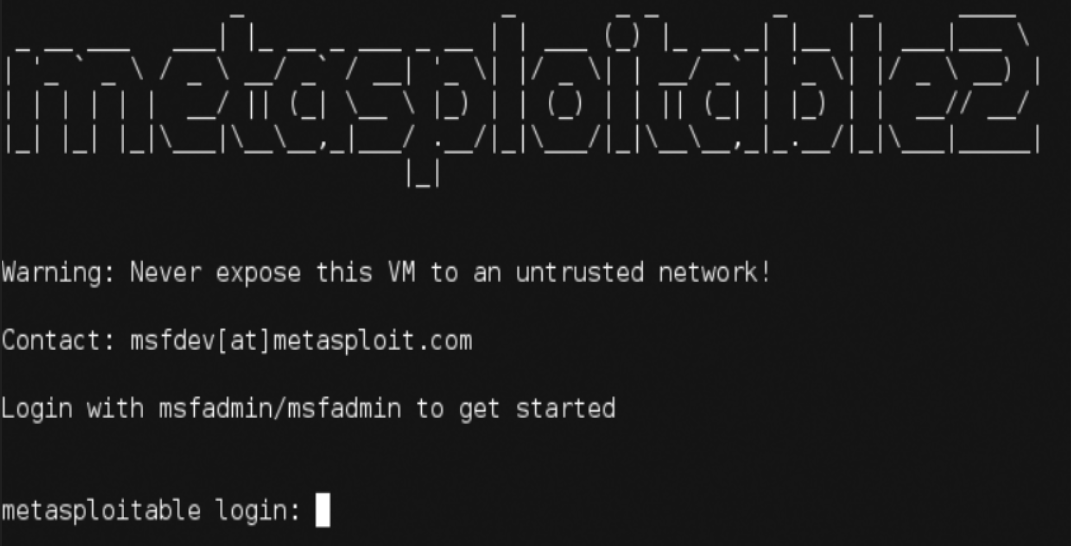 metasploitable2
Warning: Never expose this VM to an untrusted network!
Contact: msfdev[at]metasploit.com
Login with msfadmin/msfadmin to get started
metasploitable login: